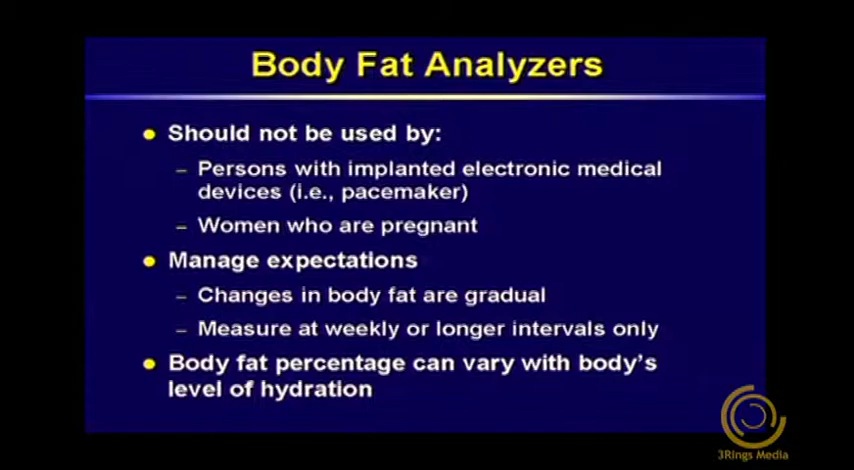 Body Fat Analyzers
Should not be used by:
– Persons with implanted electronic medical
devices (i.e., pacemaker)
– Women who are pregnant
Manage expectations
– Changes in body fat are gradual
– Measure at weekly or longer intervals only
Body fat percentage can vary with body's
level of hydration
3Rings Media